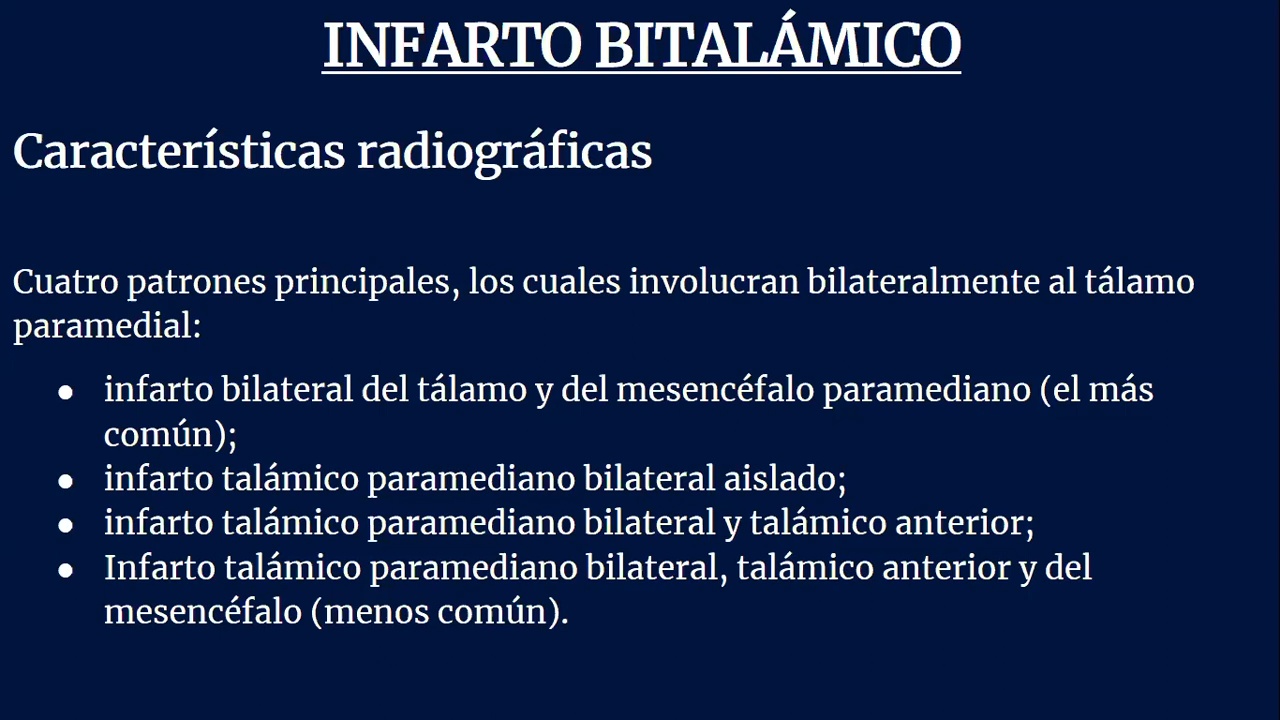 INFARTO BITALÁMICO
Características radiográficas
Cuatro patrones principales, los cuales involucran bilateralmente al tálamo
paramedial:
● infarto bilateral del tálamo y del mesencéfalo paramediano (el más
común);
● infarto talámico paramediano bilateral aislado;
● infarto talámico paramediano bilateral y talámico anterior;
● Infarto talámico paramediano bilateral, talámico anterior y del
mesencéfalo (menos común).